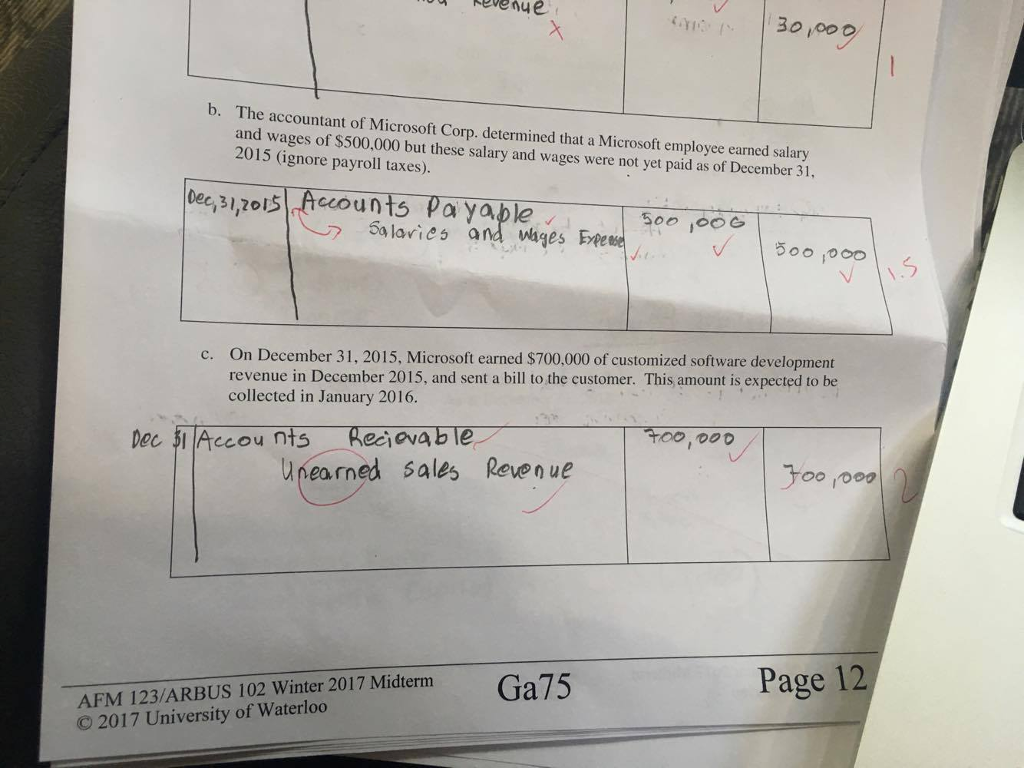 Revenue
30,000
1
b. The accountant of Microsoft Corp. determined that a Microsoft employee earned salary
and wages of $500,000 but these salary and wages were not yet paid as of December 31,
2015 (ignore payroll taxes).
Dec,31,2015 Accounts Payable 500,000
Salaries and Wages Expense 500,000
1.5
c. On December 31, 2015, Microsoft earned $700,000 of customized software development
revenue in December 2015, and sent a bill to the customer. This amount is expected to be
collected in January 2016.
Dec 31 Accounts Recievable 700,000
Unearned sales Revenue 700,000 2
AFM 123/ARBUS 102 Winter 2017 Midterm Ga75 Page 12
© 2017 University of Waterloo